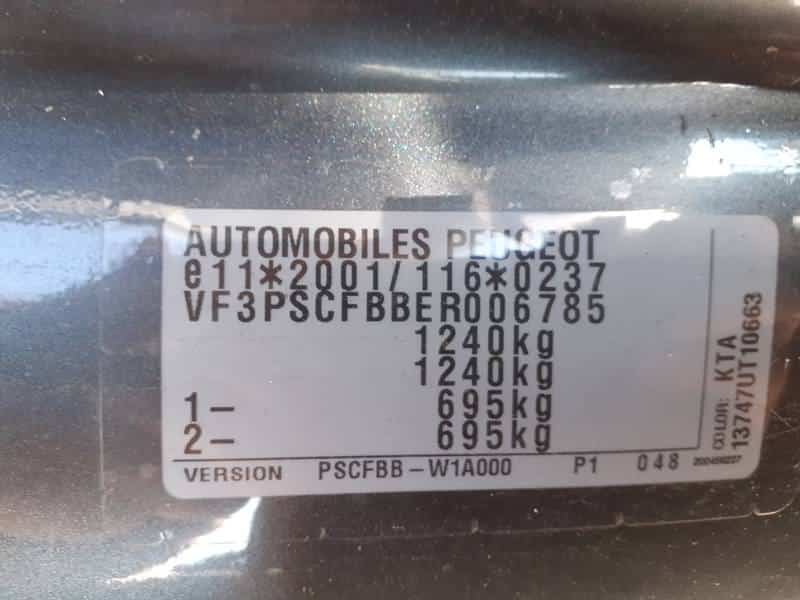 AUTOMOBILES PEUGEOT
e11*2001/116*0237
VF3PSCFBBER006785
1240kg
1240kg
1- 695kg
2- 695kg
VERSION PSCFBB-W1A000 P1 048
COLOR: KTA
13747UT10663